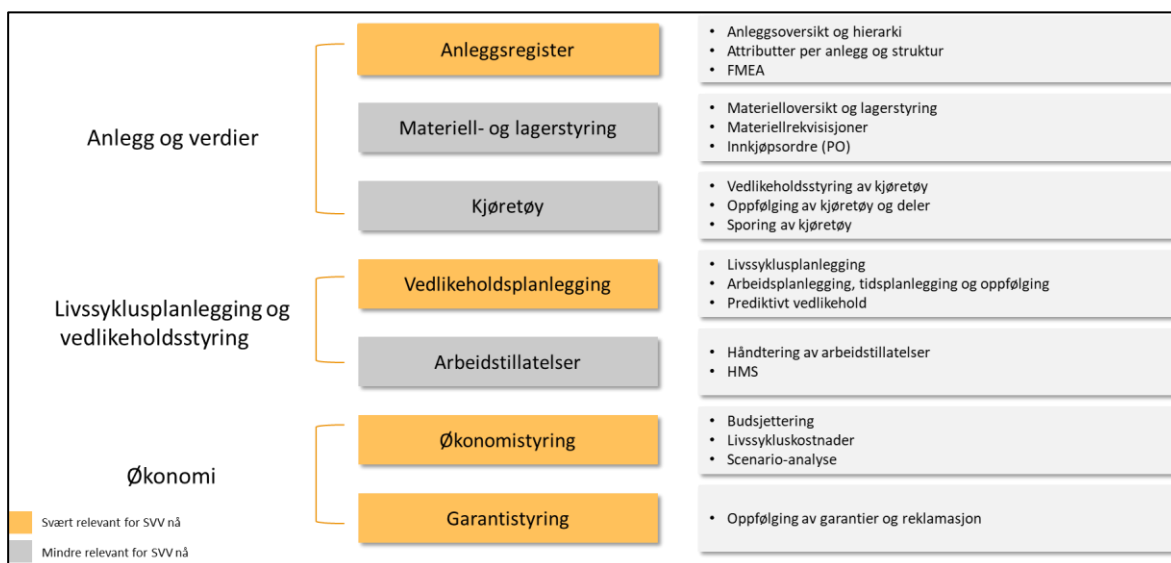 Anlegg og verdier
Anleggsregister
• Anleggsoversikt og hierarki
• Attributter per anlegg og struktur
• FMEA
Materiell- og lagerstyring
• Materielloversikt og lagerstyring
• Materiellrekvisisjoner
• Innkjøpsordre (PO)
Kjøretøy
• Vedlikeholdsstyring av kjøretøy
• Oppfølging av kjøretøy og deler
• Sporing av kjøretøy
Livssyklusplanlegging og
vedlikeholdsstyring
Vedlikeholdsplanlegging
• Livssyklusplanlegging
• Arbeidsplanlegging, tidsplanlegging og oppfølging
• Prediktivt vedlikehold
Arbeidstillatelser
• Håndtering av arbeidstillatelser
• HMS
Økonomi
Økonomistyring
• Budsjettering
• Livssykluskostnader
• Scenario-analyse
Garantistyring
• Oppfølging av garantier og reklamasjon
Svært relevant for SVV nå
Mindre relevant for SVV nå